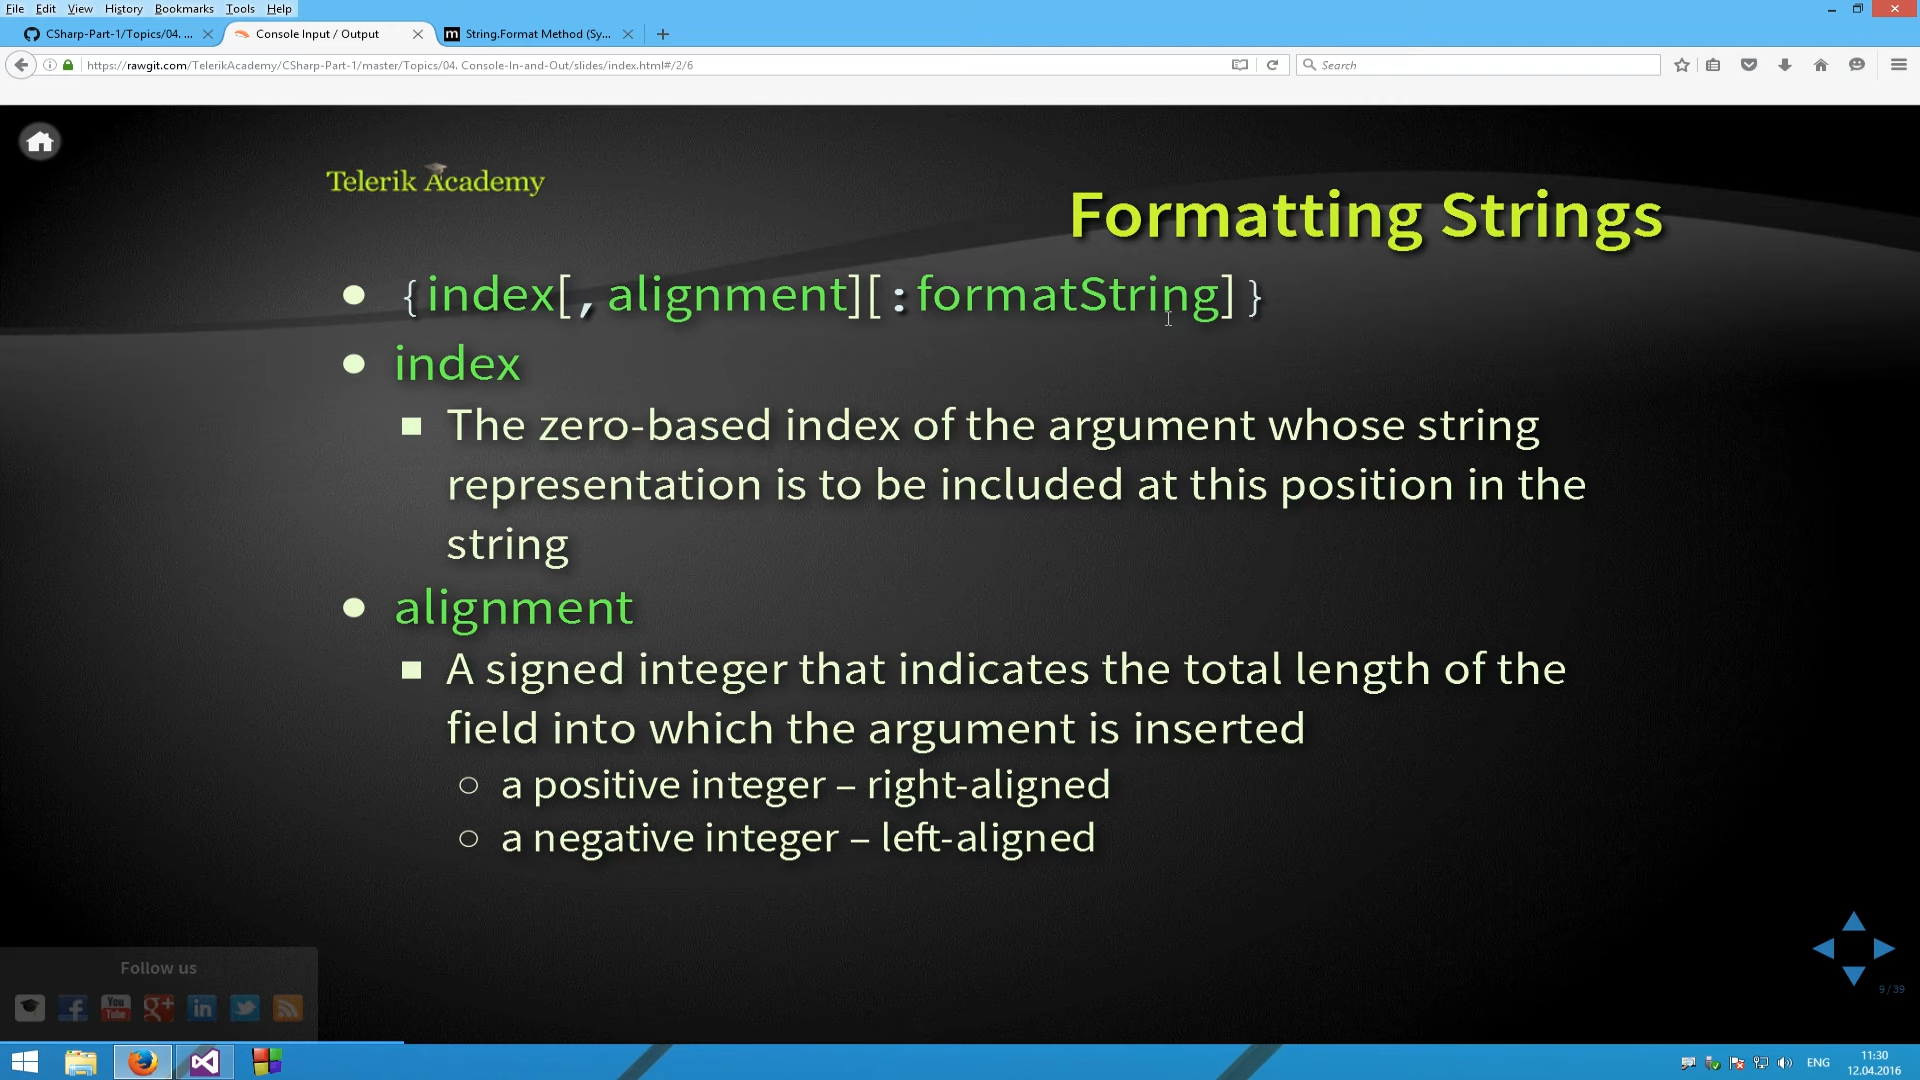 File Edit View History Bookmarks Tools Help
CSharp-Part-1/Topics/04. ...
Console Input / Output
String.Format Method (Sy...
https://rawgit.com/TelerikAcademy/CSharp-Part-1/master/Topics/04. Console-In-and-Out/slides/index.html#/2/6
Search
Telerik Academy
Formatting Strings
{index[,alignment][:formatString]}
index
The zero-based index of the argument whose string
representation is to be included at this position in the
string
alignment
A signed integer that indicates the total length of the
field into which the argument is inserted
a positive integer – right-aligned
a negative integer – left-aligned
9 / 39
Follow us
You
Tube
g+
in
ENG
11:30
12.04.2016